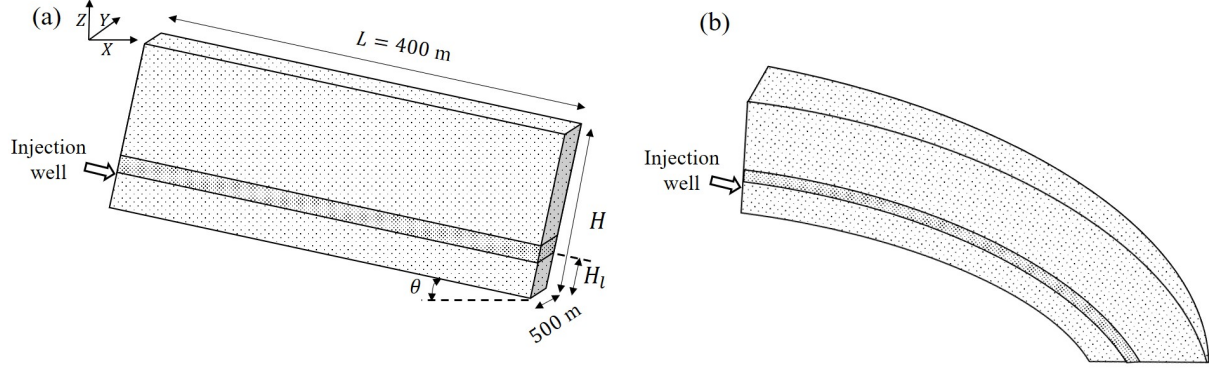 (a)
Z
Y
X
L = 400 m
Injection
well
H
H_l
θ
500 m
(b)
Injection
well